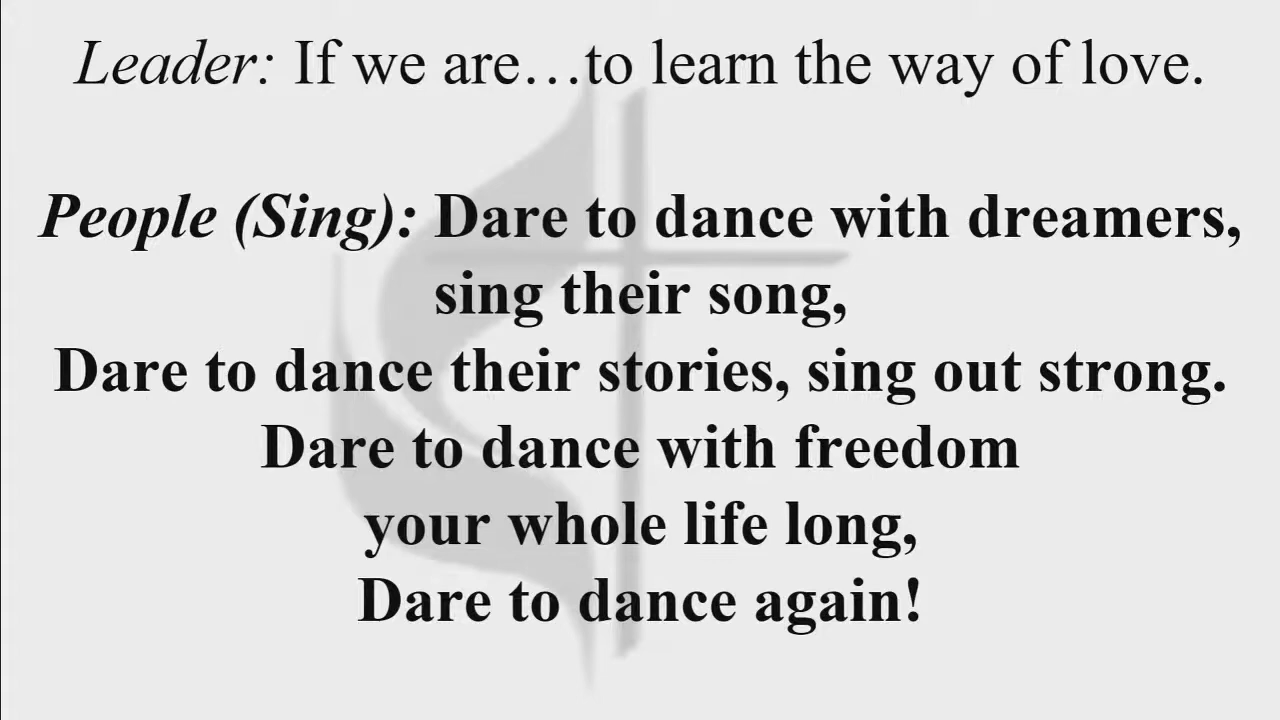 Leader: If we are…to learn the way of love.
People (Sing): Dare to dance with dreamers,
sing their song,
Dare to dance their stories, sing out strong.
Dare to dance with freedom
your whole life long,
Dare to dance again!